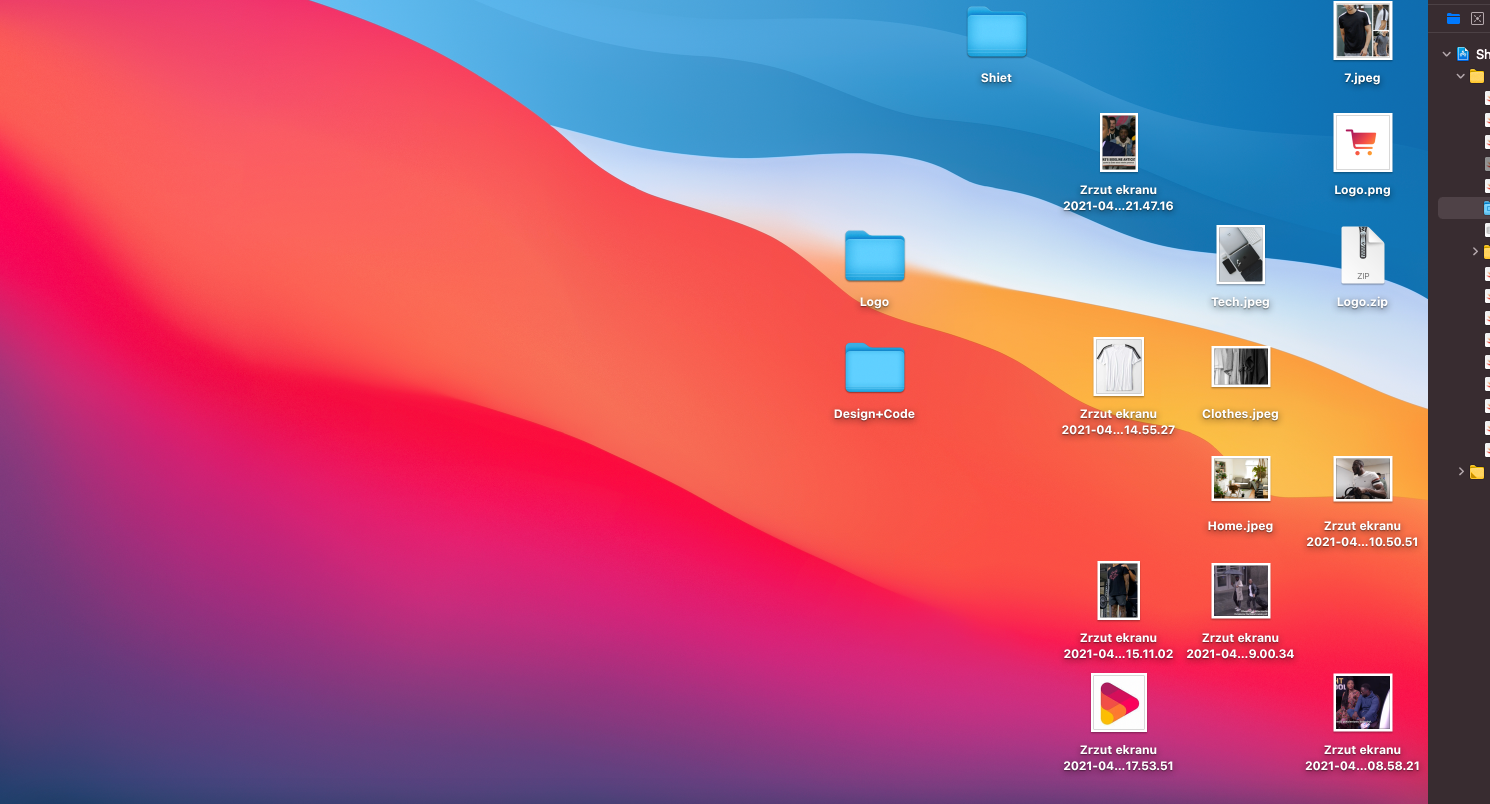 Shiet
7.jpeg
Sh
Zrzut ekranu
2021-04...21.47.16
Logo.png
Logo
Tech.jpeg
ZIP
Logo.zip
Design+Code
Zrzut ekranu
2021-04...14.55.27
Clothes.jpeg
Home.jpeg
Zrzut ekranu
2021-04...10.50.51
Zrzut ekranu
2021-04...15.11.02
Zrzut ekranu
2021-04...9.00.34
Zrzut ekranu
2021-04...17.53.51
Zrzut ekranu
2021-04...08.58.21